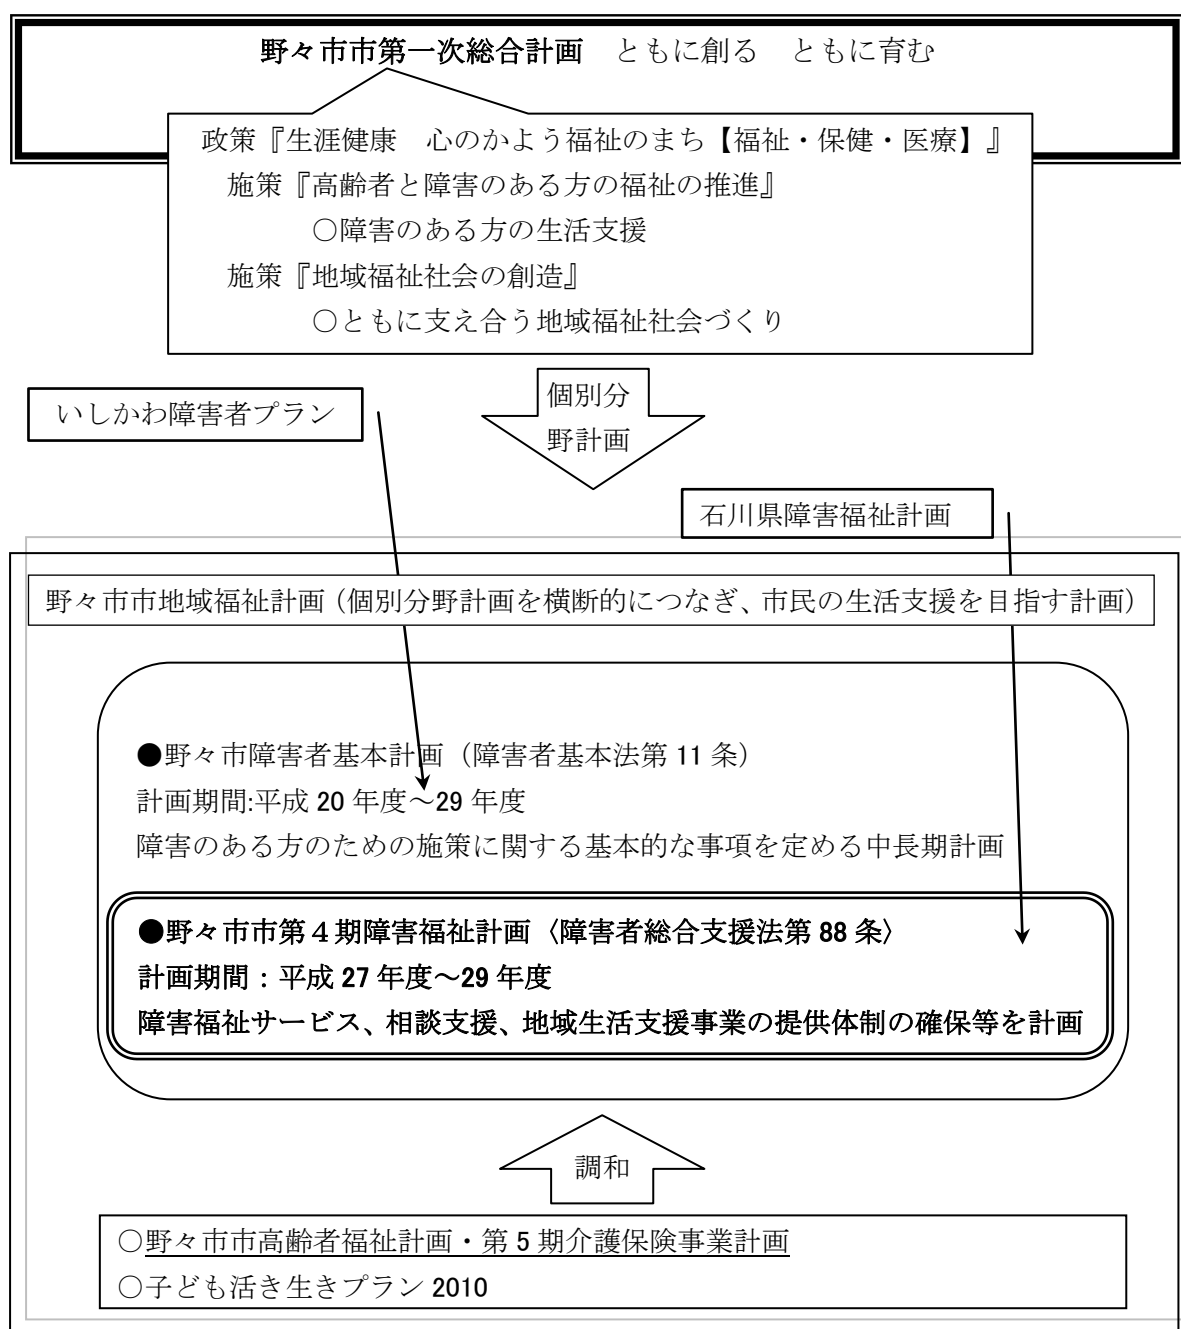 野々市市第一次総合計画　ともに創る　ともに育む
政策『生涯健康　心のかよう福祉のまち【福祉・保健・医療】』
施策『高齢者と障害のある方の福祉の推進』
○障害のある方の生活支援
施策『地域福祉社会の創造』
○ともに支え合う地域福祉社会づくり
個別分
野計画
いしかわ障害者プラン
石川県障害福祉計画
野々市市地域福祉計画（個別分野計画を横断的につなぎ、市民の生活支援を目指す計画）
●野々市障害者基本計画（障害者基本法第 11 条）
計画期間:平成 20 年度～29 年度
障害のある方のための施策に関する基本的な事項を定める中長期計画
●野々市市第４期障害福祉計画〈障害者総合支援法第 88 条〉
計画期間：平成 27 年度～29 年度
障害福祉サービス、相談支援、地域生活支援事業の提供体制の確保等を計画
調和
○野々市市高齢者福祉計画・第 5 期介護保険事業計画
○子ども活き生きプラン 2010